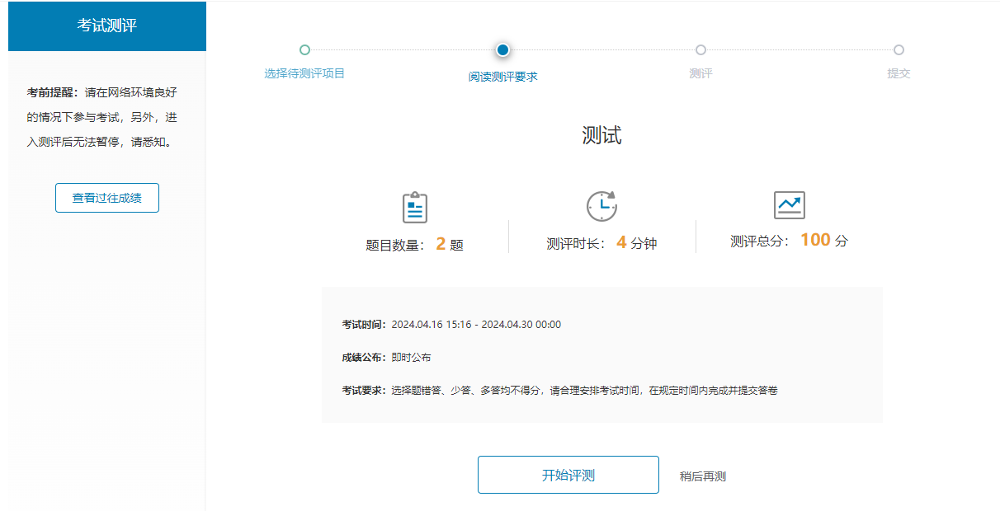 考试测评
考前提醒：请在网络环境良好
的情况下参与考试，另外，进
入测评后无法暂停，请悉知。
查看过往成绩
选择待测评项目
阅读测评要求
测评
提交
测试
题目数量： 2 题
测评时长： 4 分钟
测评总分： 100 分
考试时间：2024.04.16 15:16 - 2024.04.30 00:00
成绩公布：即时公布
考试要求：选择题错答、少答、多答均不得分，请合理安排考试时间，在规定时间内完成并提交答卷
开始评测
稍后再测